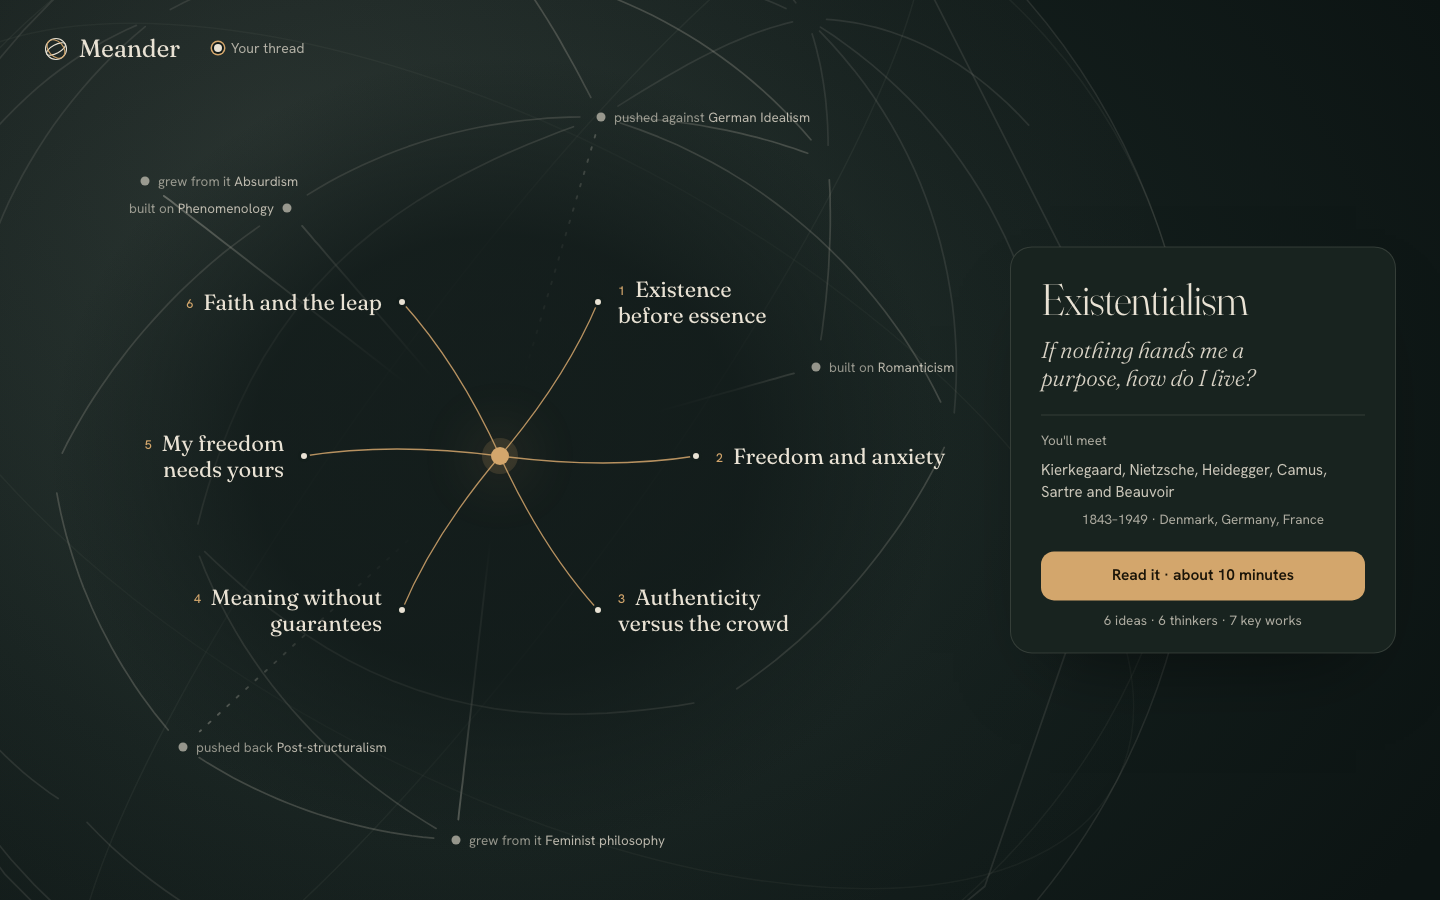 Meander
Your thread
pushed against German Idealism
grew from it Absurdism
built on Phenomenology
6 Faith and the leap
1 Existence
before essence
built on Romanticism
5 My freedom
needs yours
2 Freedom and anxiety
4 Meaning without
guarantees
3 Authenticity
versus the crowd
pushed back Post-structuralism
grew from it Feminist philosophy
Existentialism
If nothing hands me a
purpose, how do I live?
You'll meet
Kierkegaard, Nietzsche, Heidegger, Camus,
Sartre and Beauvoir
1843–1949 · Denmark, Germany, France
Read it · about 10 minutes
6 ideas · 6 thinkers · 7 key works